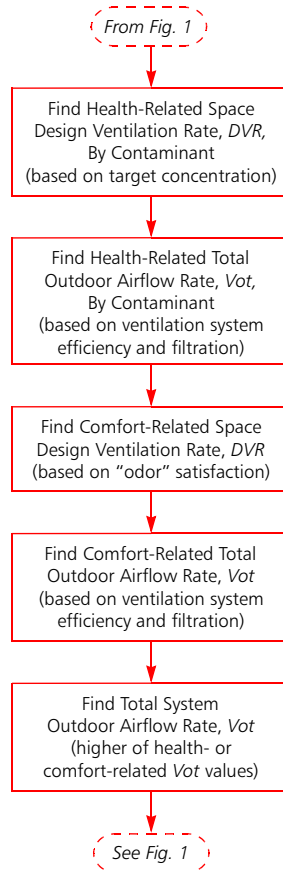 From Fig. 1
Find Health-Related Space
Design Ventilation Rate, DVR,
By Contaminant
(based on target concentration)
Find Health-Related Total
Outdoor Airflow Rate, Vot,
By Contaminant
(based on ventilation system
efficiency and filtration)
Find Comfort-Related Space
Design Ventilation Rate, DVR
(based on “odor” satisfaction)
Find Comfort-Related Total
Outdoor Airflow Rate, Vot
(based on ventilation system
efficiency and filtration)
Find Total System
Outdoor Airflow Rate, Vot
(higher of health- or
comfort-related Vot values)
See Fig. 1